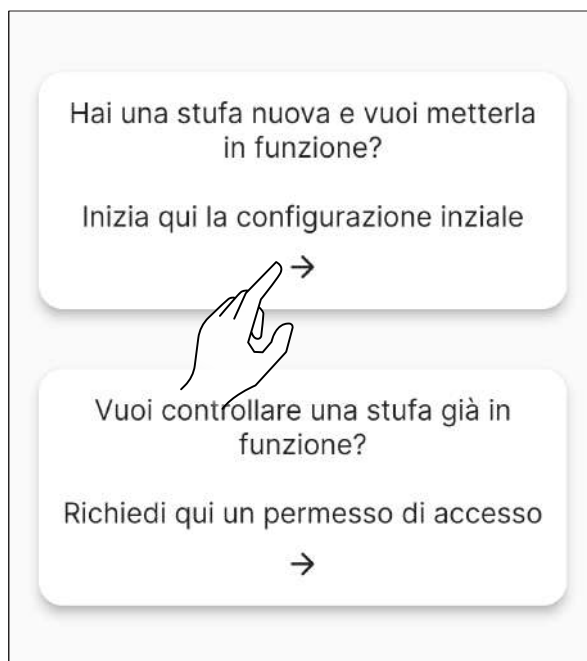 Hai una stufa nuova e vuoi metterla
in funzione?
Inizia qui la configurazione inziale
→
Vuoi controllare una stufa già in
funzione?
Richiedi qui un permesso di accesso
→